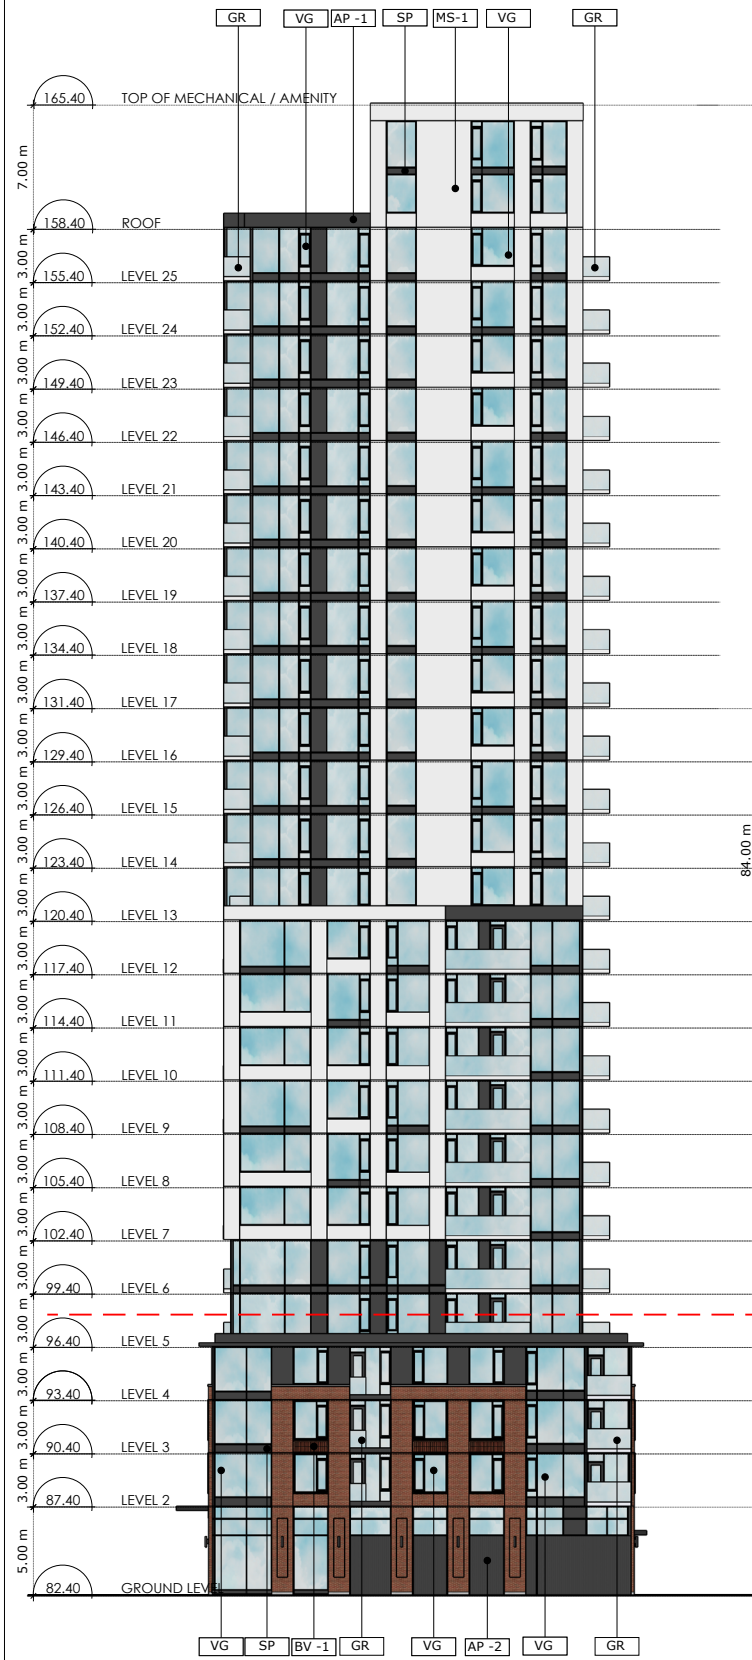 GR VG AP -1 SP MS-1 VG GR
165.40 TOP OF MECHANICAL / AMENITY
7.00 m
158.40 ROOF
3.00 m
155.40 LEVEL 25
3.00 m
152.40 LEVEL 24
3.00 m
149.40 LEVEL 23
3.00 m
146.40 LEVEL 22
3.00 m
143.40 LEVEL 21
3.00 m
140.40 LEVEL 20
3.00 m
137.40 LEVEL 19
3.00 m
134.40 LEVEL 18
3.00 m
131.40 LEVEL 17
3.00 m
129.40 LEVEL 16
3.00 m
126.40 LEVEL 15
3.00 m
84.00 m
123.40 LEVEL 14
3.00 m
120.40 LEVEL 13
3.00 m
117.40 LEVEL 12
3.00 m
114.40 LEVEL 11
3.00 m
111.40 LEVEL 10
3.00 m
108.40 LEVEL 9
3.00 m
105.40 LEVEL 8
3.00 m
102.40 LEVEL 7
3.00 m
99.40 LEVEL 6
3.00 m
96.40 LEVEL 5
3.00 m
93.40 LEVEL 4
3.00 m
90.40 LEVEL 3
3.00 m
87.40 LEVEL 2
5.00 m
82.40 GROUND LEVEL
VG SP BV -1 GR VG AP -2 VG GR